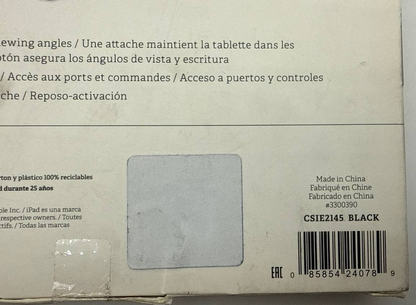 ewing angles / Une attache maintient la tablette dans les
otón asegura los ángulos de vista y escritura
/ Accès aux ports et commandes / Acceso a puertos y controles
che / Reposo-activación
rton y plástico 100% reciclables
d durante 25 años
ple Inc. / iPad es una marca
respective owners. / Toutes
ctifs. / Todas las marcas
Made in China
Fabriqué en Chine
Fabricado en China
#3300390
CSIE2145 BLACK
EAC
0 85854 24078 9